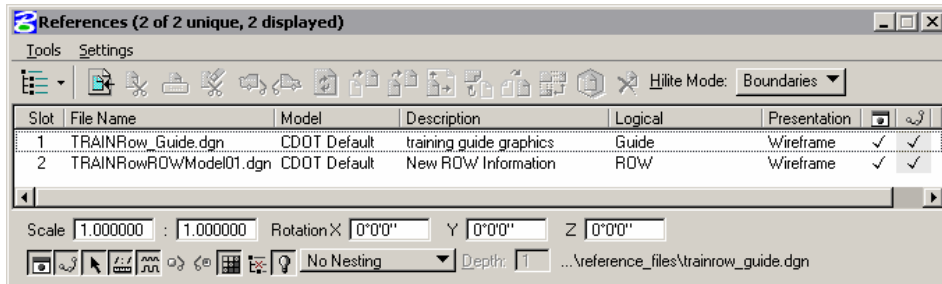 References (2 of 2 unique, 2 displayed)
Tools Settings
Hilite Mode: Boundaries
Slot File Name Model Description Logical Presentation
1 TRAINRow_Guide.dgn CDOT Default training guide graphics Guide Wireframe ✓ ✓
2 TRAINRowROWModel01.dgn CDOT Default New ROW Information ROW Wireframe ✓ ✓
Scale 1.000000 : 1.000000 Rotation X 0°0'0" Y 0°0'0" Z 0°0'0"
No Nesting Depth: 1 ...\reference_files\trainrow_guide.dgn